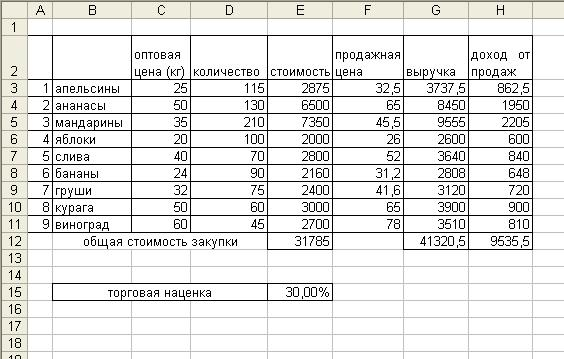 A B C D E F G H
1
оптовая продажная доход от
2 цена (кг) количество стоимость цена выручка продаж
3 1 апельсины 25 115 2875 32,5 3737,5 862,5
4 2 ананасы 50 130 6500 65 8450 1950
5 3 мандарины 35 210 7350 45,5 9555 2205
6 4 яблоки 20 100 2000 26 2600 600
7 5 слива 40 70 2800 52 3640 840
8 6 бананы 24 90 2160 31,2 2808 648
9 7 груши 32 75 2400 41,6 3120 720
10 8 курага 50 60 3000 65 3900 900
11 9 виноград 60 45 2700 78 3510 810
12 общая стоимость закупки 31785 41320,5 9535,5
13
14
15 торговая наценка 30,00%
16
17
18